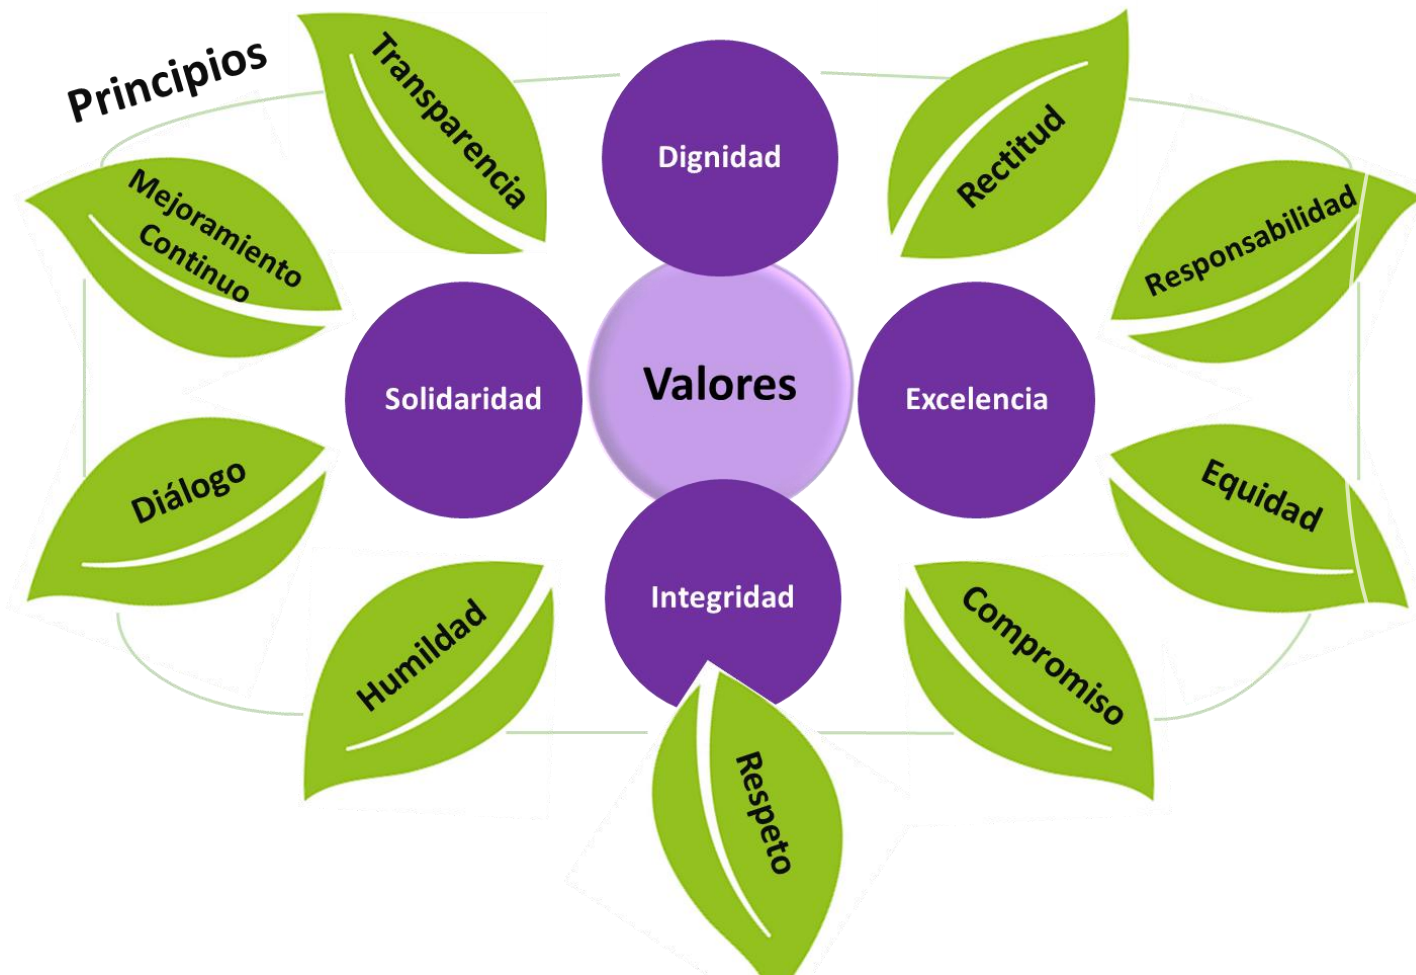 Principios
Transparencia
Dignidad
Rectitud
Mejoramiento
Continuo
Responsabilidad
Solidaridad
Valores
Excelencia
Diálogo
Equidad
Integridad
Humildad
Compromiso
Respeto